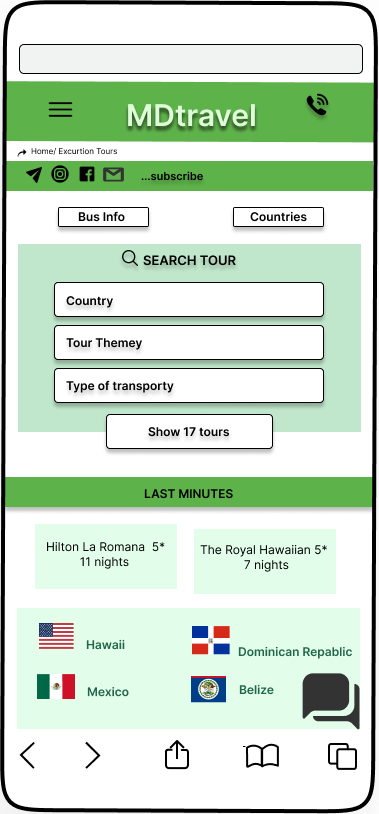 MDtravel
Home/ Excurtion Tours
...subscribe
Bus Info
Countries
SEARCH TOUR
Country
Tour Themey
Type of transporty
Show 17 tours
LAST MINUTES
Hilton La Romana 5*
11 nights
The Royal Hawaiian 5*
7 nights
Hawaii
Dominican Repablic
Mexico
Belize